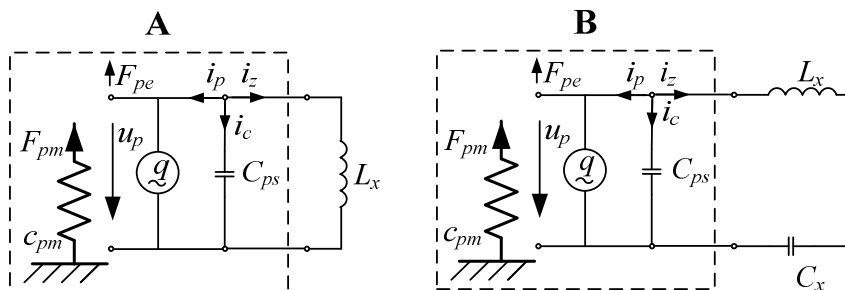 A
F_pe
i_p i_z
i_c
F_pm
u_p
q
~
C_ps
L_x
c_pm
B
F_pe
i_p i_z
L_x
i_c
F_pm
u_p
q
~
C_ps
c_pm
C_x